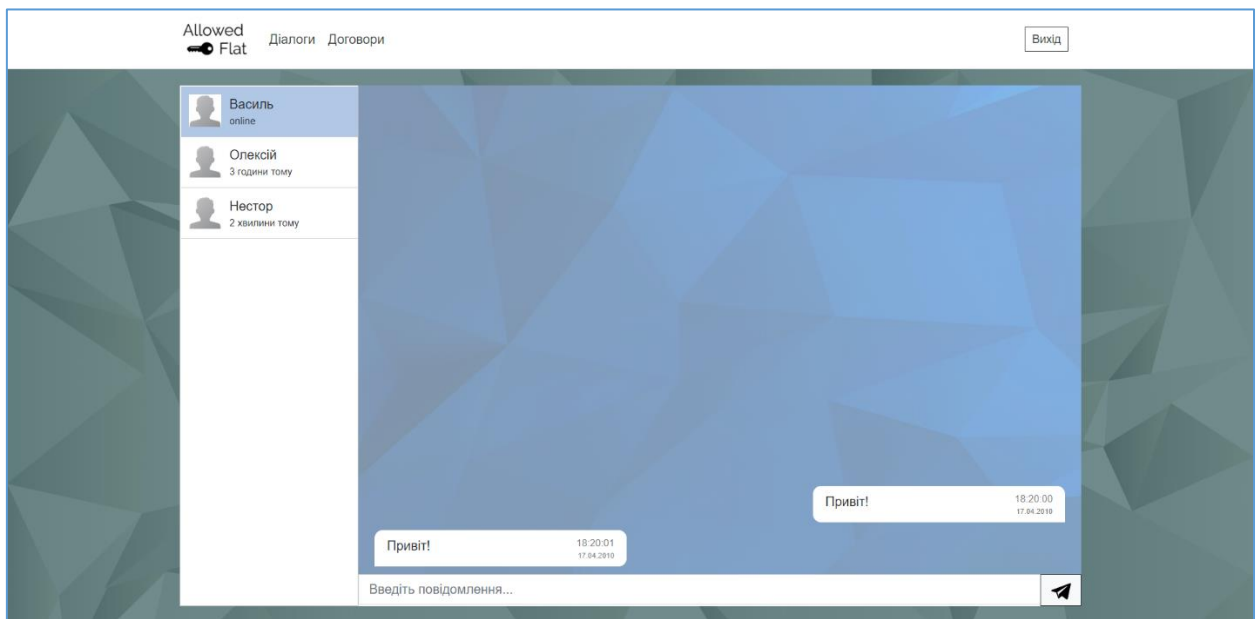 Allowed
Flat
Діалоги Договори
Вихід
Василь
online
Олексій
3 години тому
Нестор
2 хвилини тому
Привіт!
18:20:00
17.04.2010
Привіт!
18:20:01
17.04.2010
Введіть повідомлення...